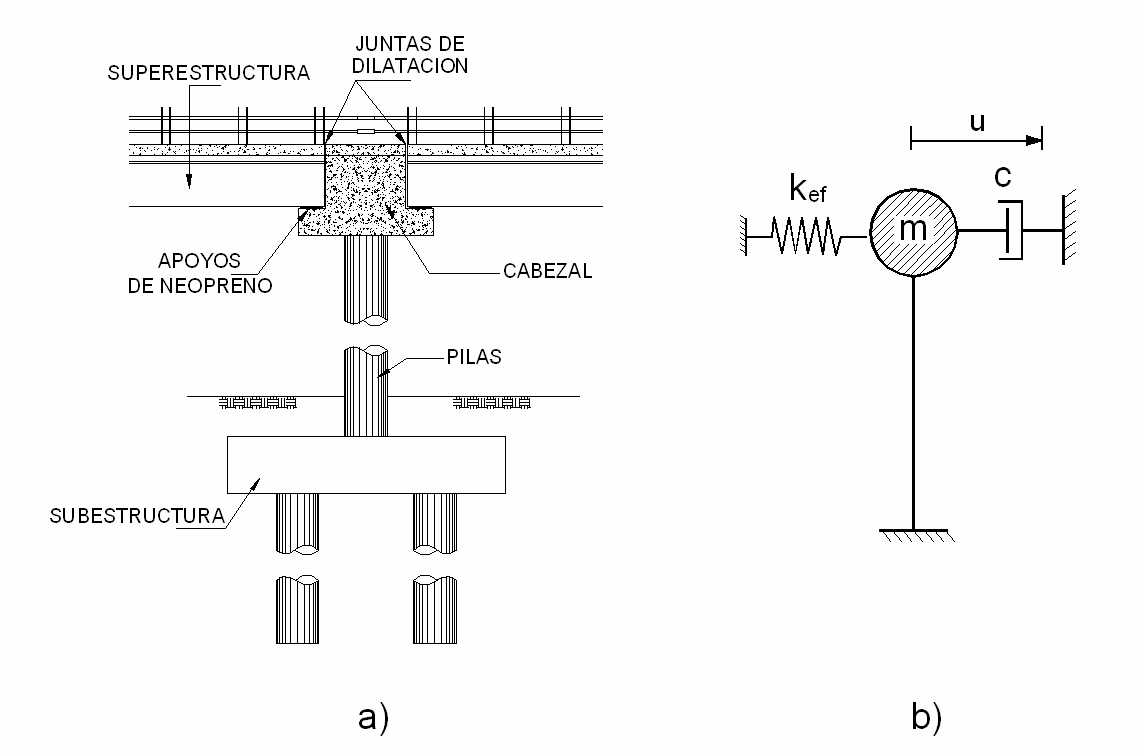 JUNTAS DE
DILATACION
SUPERESTRUCTURA
APOYOS
DE NEOPRENO
CABEZAL
PILAS
SUBESTRUCTURA
a)
u
c
kef
m
b)